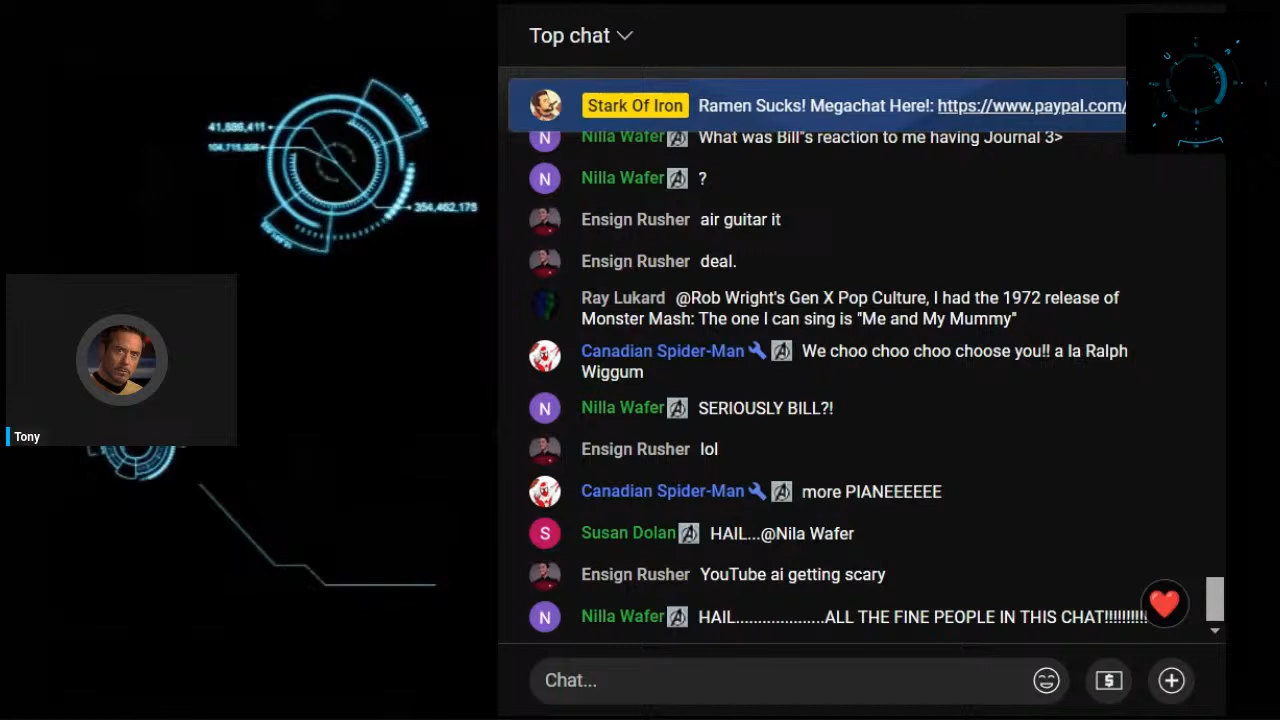 Top chat
Stark Of Iron Ramen Sucks! Megachat Here!: https://www.paypal.com/
Nilla Wafer What was Bill"s reaction to me having Journal 3>
Nilla Wafer ?
Ensign Rusher air guitar it
Ensign Rusher deal.
Ray Lukard @Rob Wright's Gen X Pop Culture, I had the 1972 release of
Monster Mash: The one I can sing is "Me and My Mummy"
Canadian Spider-Man We choo choo choo choose you!! a la Ralph
Wiggum
N Nilla Wafer SERIOUSLY BILL?!
Ensign Rusher lol
Canadian Spider-Man more PIANEEEEEE
S Susan Dolan HAIL...@Nila Wafer
Ensign Rusher YouTube ai getting scary
N Nilla Wafer HAIL.....................ALL THE FINE PEOPLE IN THIS CHAT!!!!!!!!!!
Chat...
41,886,411
354,462,175
Tony